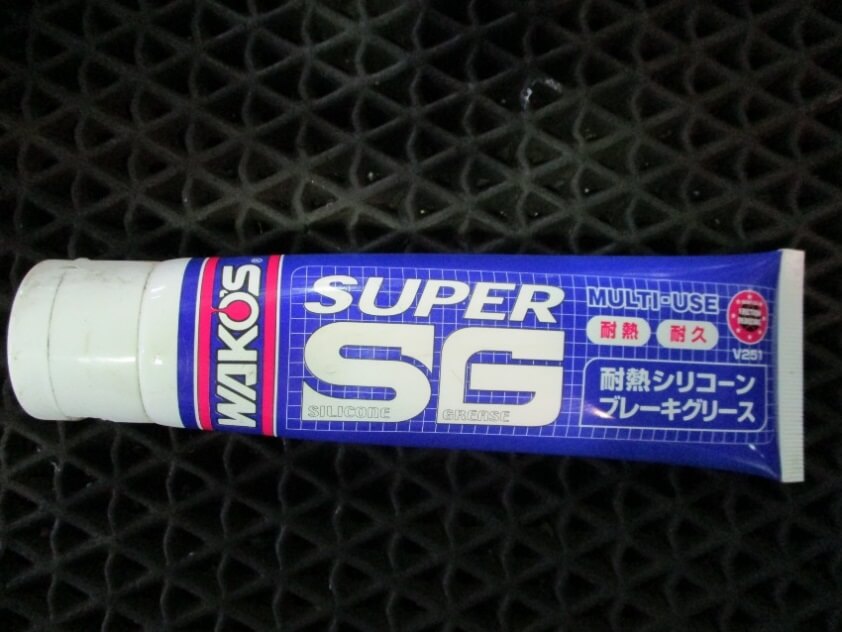 WAKO'S®
SUPER
SG
SILICONE GREASE
MULTI-USE
耐熱 耐久
V251
耐熱シリコーン
ブレーキグリース